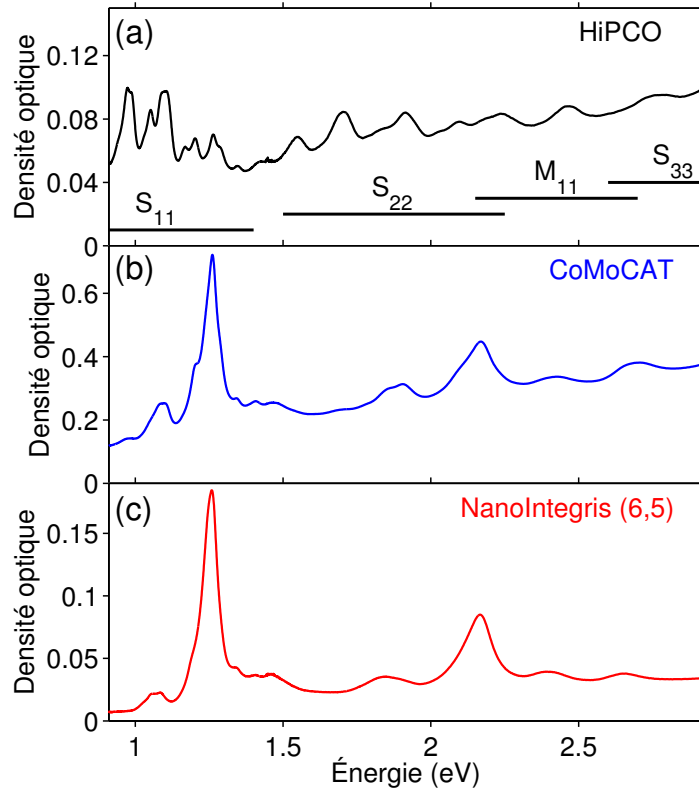 (a)
HiPCO
0.12
0.08
0.04
0
Densité optique
S11
S22
M11
S33
(b)
CoMoCAT
0.6
0.4
0.2
0
Densité optique
(c)
NanoIntegris (6,5)
0.15
0.1
0.05
0
Densité optique
1
1.5
2
2.5
Énergie (eV)